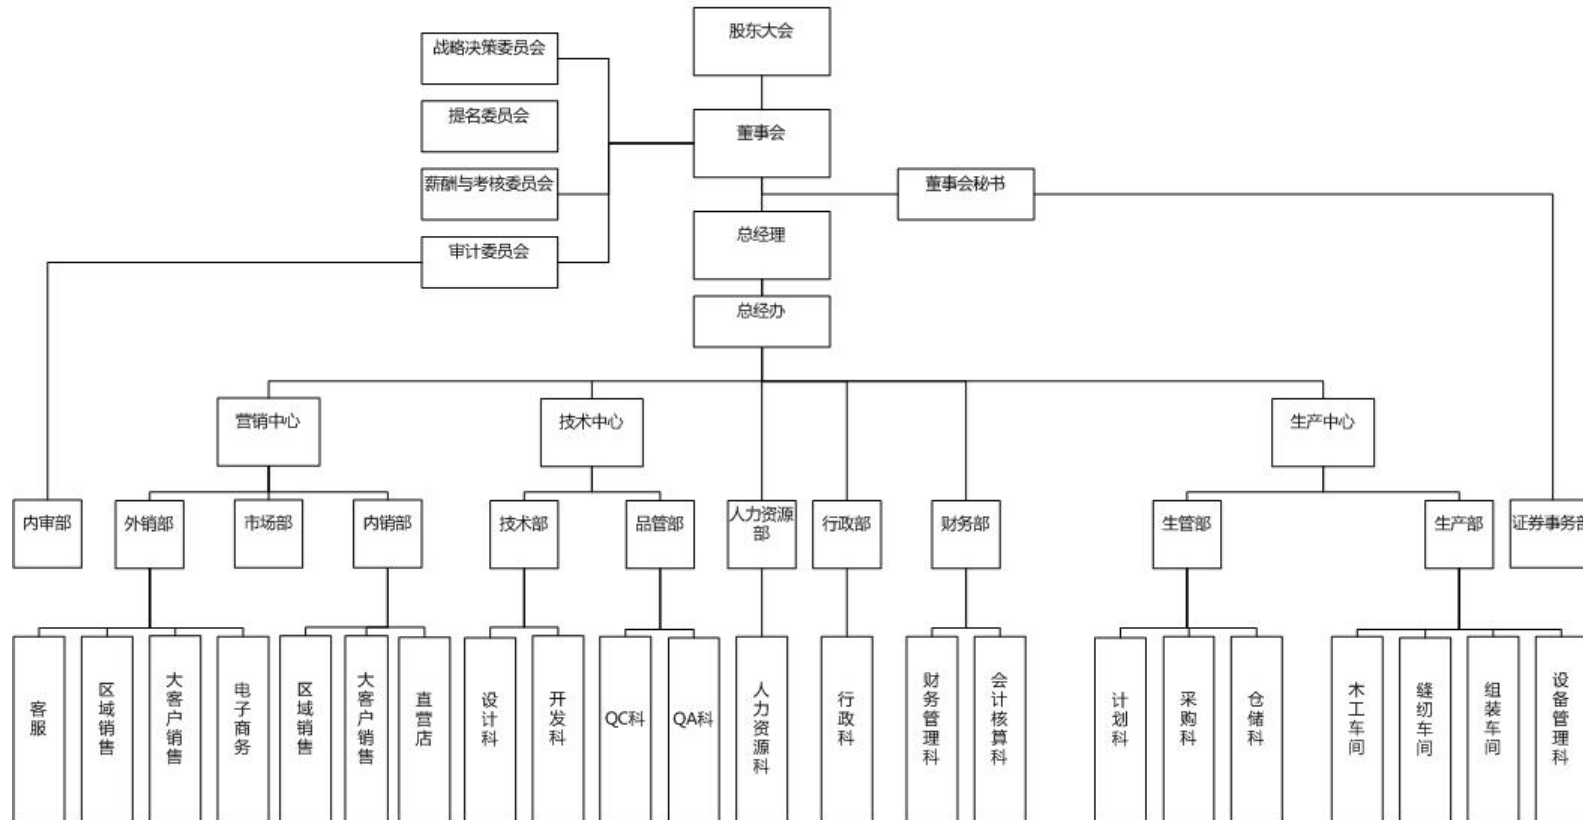 股东大会
战略决策委员会
提名委员会
董事会
薪酬与考核委员会
董事会秘书
总经理
审计委员会
总经办
营销中心
技术中心
生产中心
内审部
外销部
市场部
内销部
技术部
品管部
人力资源
部
行政部
财务部
生管部
生产部
证券事务部
客服
区域销售
大客户销售
电子商务
区域销售
大客户销售
直营店
设计科
开发科
QC科
QA科
人力资源科
行政科
财务管理科
会计核算科
计划科
采购科
仓储科
木工车间
缝纫车间
组装车间
设备管理科